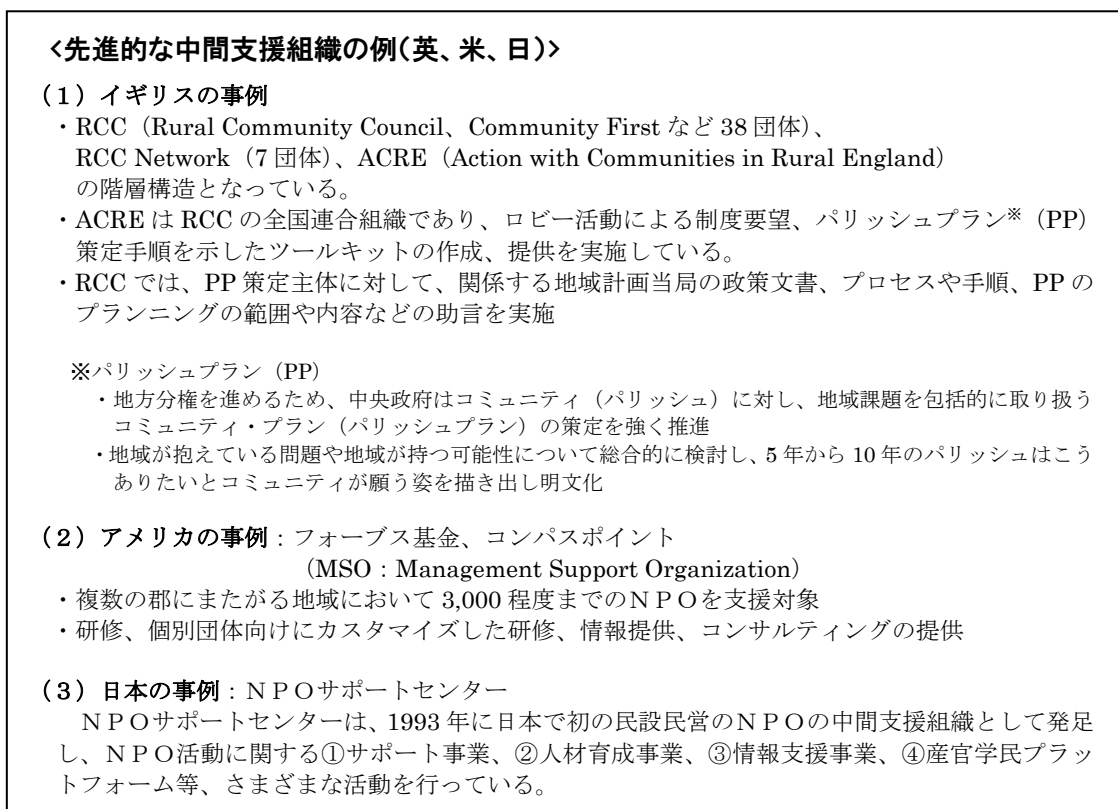 <先進的な中間支援組織の例(英、米、日)>
（１）イギリスの事例
・RCC（Rural Community Council、Community First など 38 団体）、
RCC Network（7 団体）、ACRE（Action with Communities in Rural England）
の階層構造となっている。
・ACRE は RCC の全国連合組織であり、ロビー活動による制度要望、パリッシュプラン※（PP）
策定手順を示したツールキットの作成、提供を実施している。
・RCC では、PP 策定主体に対して、関係する地域計画当局の政策文書、プロセスや手順、PP の
プランニングの範囲や内容などの助言を実施
※パリッシュプラン（PP）
・地方分権を進めるため、中央政府はコミュニティ（パリッシュ）に対し、地域課題を包括的に取り扱う
コミュニティ・プラン（パリッシュプラン）の策定を強く推進
・地域が抱えている問題や地域が持つ可能性について総合的に検討し、5 年から 10 年のパリッシュはこう
ありたいとコミュニティが願う姿を描き出し明文化
（２）アメリカの事例：フォーブス基金、コンパスポイント
（MSO：Management Support Organization）
・複数の郡にまたがる地域において 3,000 程度までのＮＰＯを支援対象
・研修、個別団体向けにカスタマイズした研修、情報提供、コンサルティングの提供
（３）日本の事例：ＮＰＯサポートセンター
ＮＰＯサポートセンターは、1993 年に日本で初の民設民営のＮＰＯの中間支援組織として発足
し、ＮＰＯ活動に関する①サポート事業、②人材育成事業、③情報支援事業、④産官学民プラッ
トフォーム等、さまざまな活動を行っている。